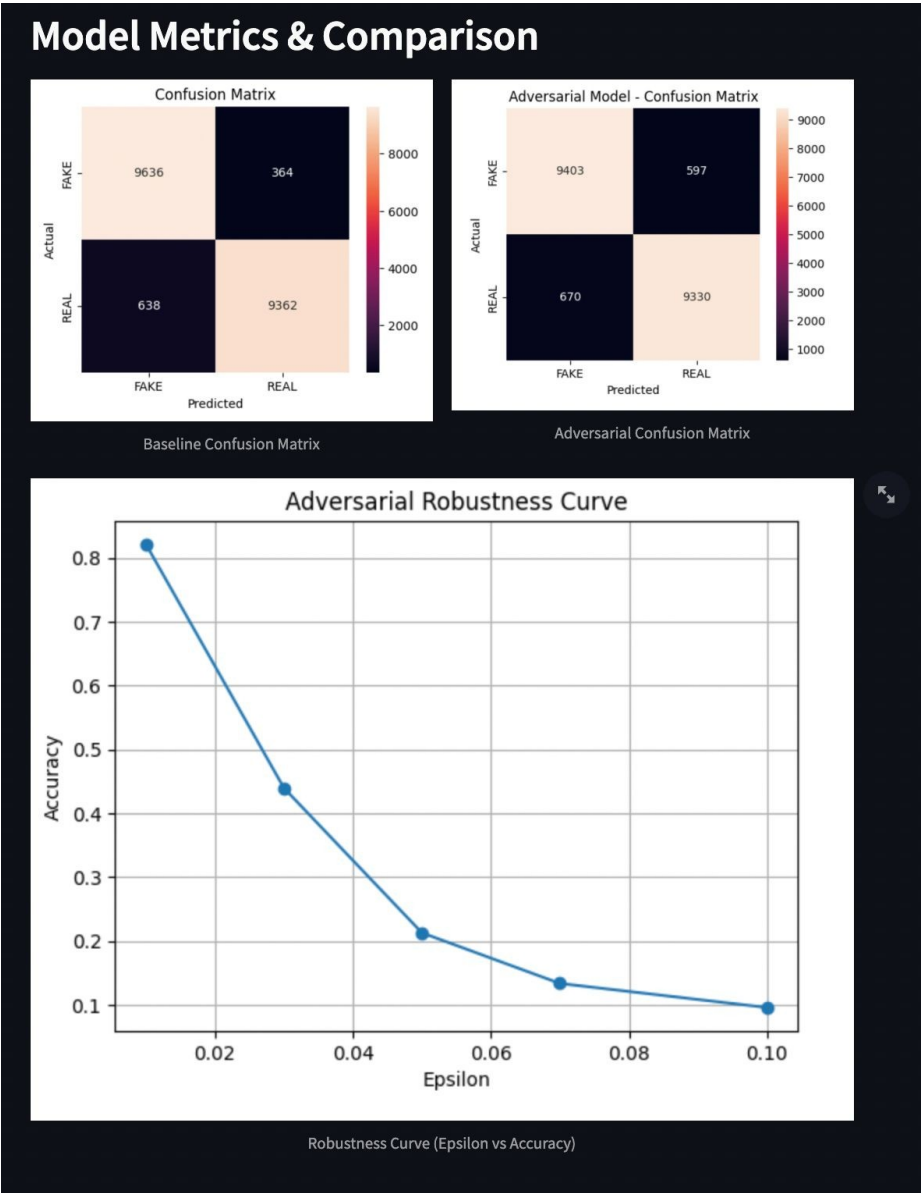 Model Metrics & Comparison
Confusion Matrix
FAKE
9636
364
8000
6000
Actual
4000
REAL
638
9362
2000
FAKE
REAL
Predicted
Baseline Confusion Matrix
Adversarial Model - Confusion Matrix
9000
FAKE
9403
597
8000
7000
6000
Actual
5000
4000
REAL
670
9330
3000
2000
1000
FAKE
REAL
Predicted
Adversarial Confusion Matrix
Adversarial Robustness Curve
0.8
0.7
0.6
0.5
Accuracy
0.4
0.3
0.2
0.1
0.02
0.04
0.06
0.08
0.10
Epsilon
Robustness Curve (Epsilon vs Accuracy)